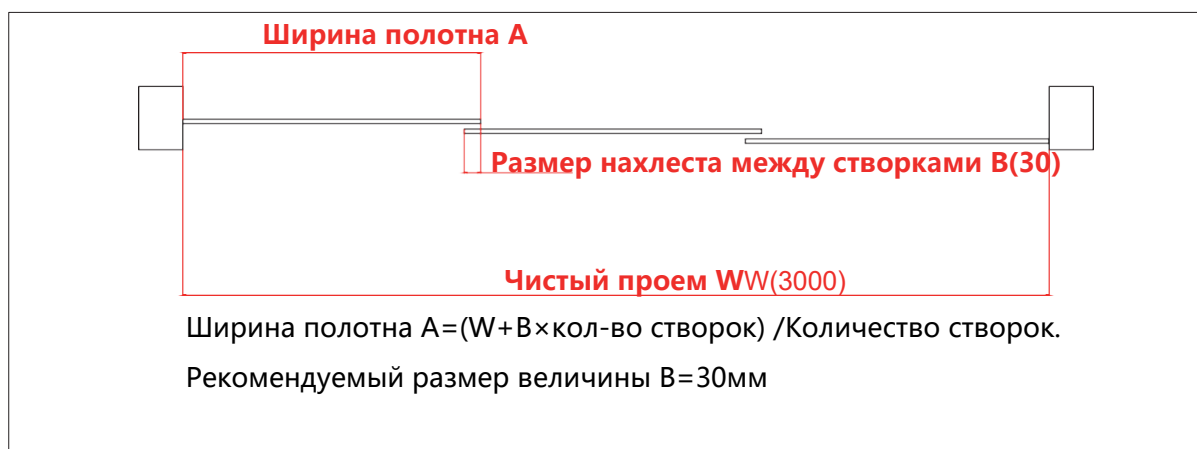 Ширина полотна A
Размер нахлеста между створками B(30)
Чистый проем WW(3000)
Ширина полотна A=(W+B×кол-во створок) /Количество створок.
Рекомендуемый размер величины B=30мм